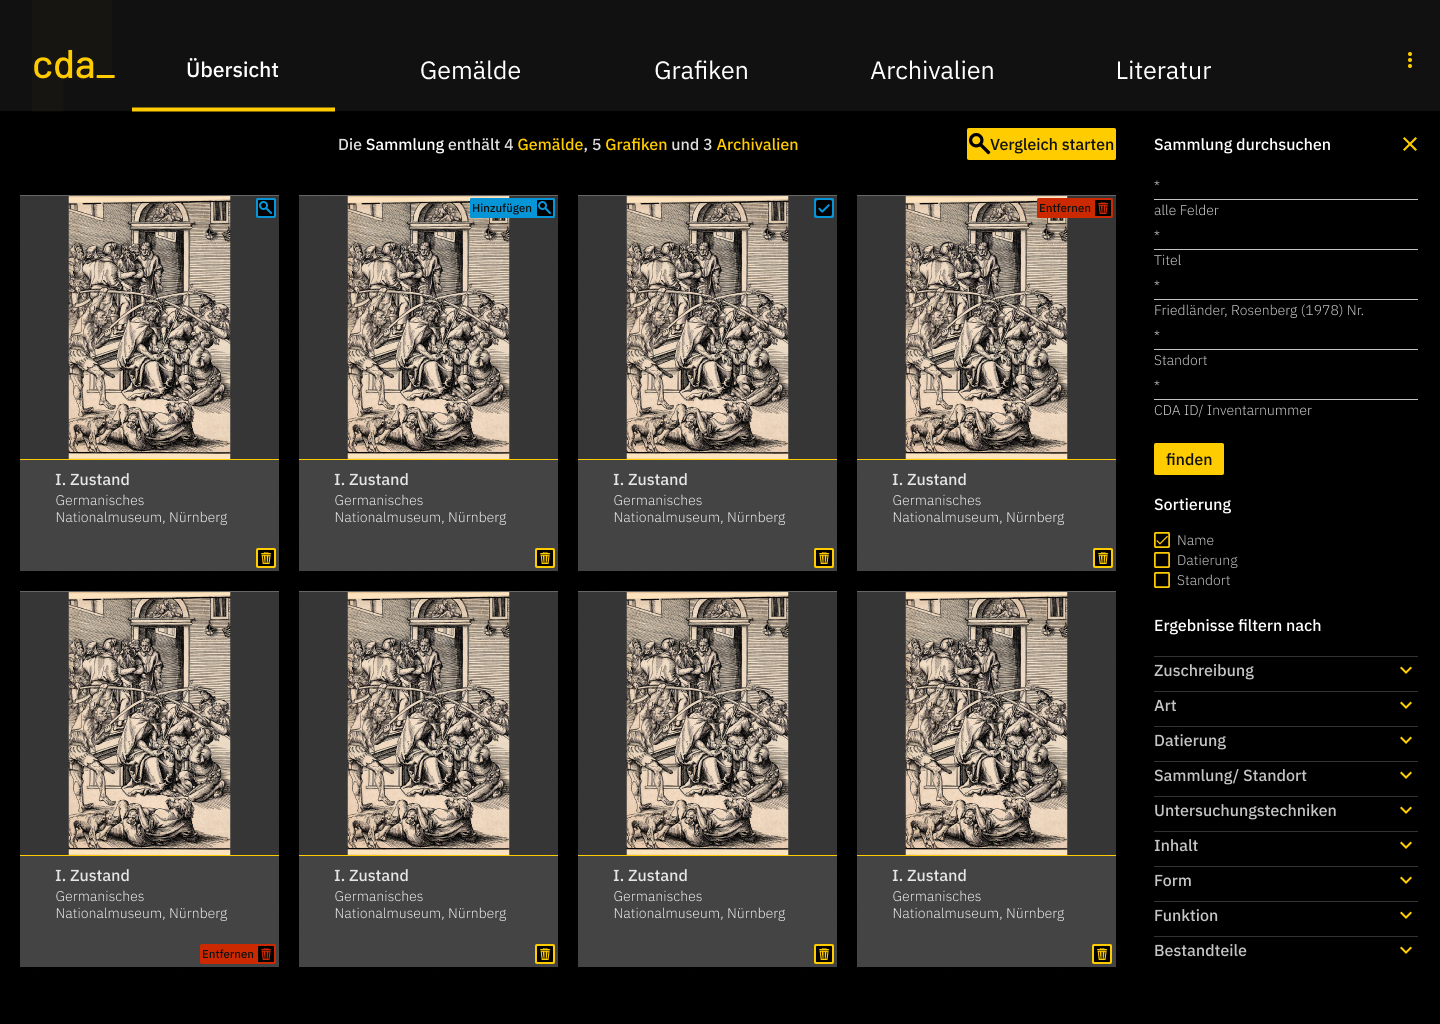 cda_
Übersicht
Gemälde
Grafiken
Archivalien
Literatur
Die Sammlung enthält 4 Gemälde, 5 Grafiken und 3 Archivalien
Vergleich starten
Hinzufügen
Entfernen
I. Zustand
Germanisches
Nationalmuseum, Nürnberg
I. Zustand
Germanisches
Nationalmuseum, Nürnberg
I. Zustand
Germanisches
Nationalmuseum, Nürnberg
I. Zustand
Germanisches
Nationalmuseum, Nürnberg
I. Zustand
Germanisches
Nationalmuseum, Nürnberg
Entfernen
I. Zustand
Germanisches
Nationalmuseum, Nürnberg
I. Zustand
Germanisches
Nationalmuseum, Nürnberg
I. Zustand
Germanisches
Nationalmuseum, Nürnberg
Sammlung durchsuchen
*
alle Felder
*
Titel
*
Friedländer, Rosenberg (1978) Nr.
*
Standort
*
CDA ID/ Inventarnummer
finden
Sortierung
Name
Datierung
Standort
Ergebnisse filtern nach
Zuschreibung
Art
Datierung
Sammlung/ Standort
Untersuchungstechniken
Inhalt
Form
Funktion
Bestandteile